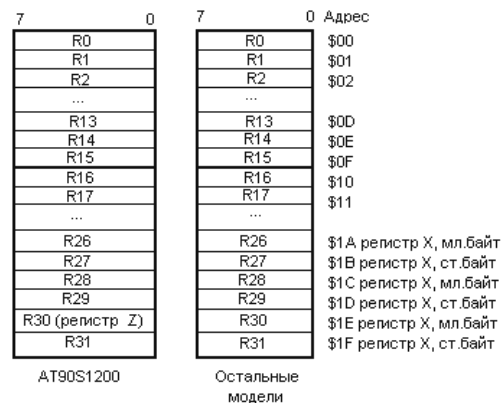 7 0 7 0 Адрес
R0 R0 $00
R1 R1 $01
R2 R2 $02
... ...
R13 R13 $0D
R14 R14 $0E
R15 R15 $0F
R16 R16 $10
R17 R17 $11
... ...
R26 R26 $1A регистр X, мл.байт
R27 R27 $1B регистр X, ст.байт
R28 R28 $1C регистр X, мл.байт
R29 R29 $1D регистр X, ст.байт
R30 (регистр Z) R30 $1E регистр X, мл.байт
R31 R31 $1F регистр X, ст.байт
AT90S1200 Остальные
модели